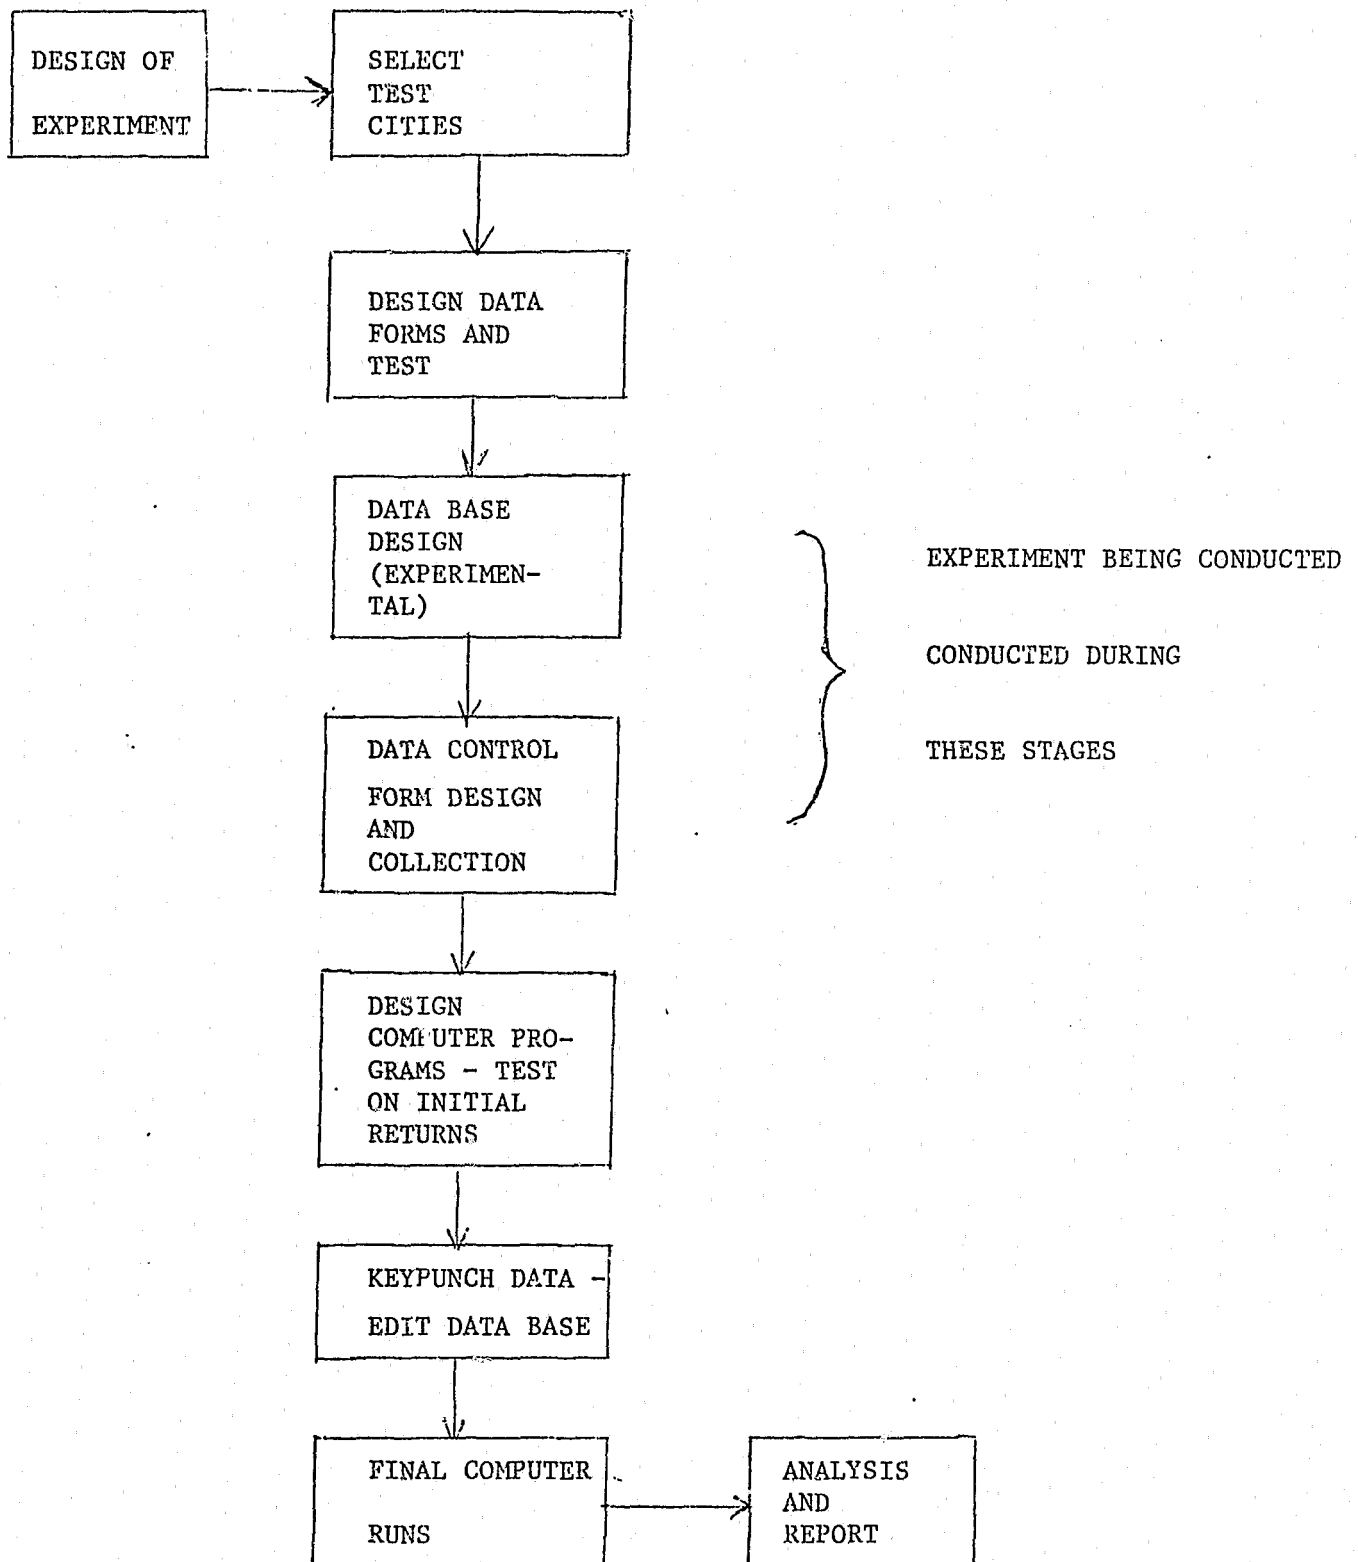 DESIGN OF
EXPERIMENT
SELECT
TEST
CITIES
DESIGN DATA
FORMS AND
TEST
DATA BASE
DESIGN
(EXPERIMEN-
TAL)
EXPERIMENT BEING CONDUCTED
CONDUCTED DURING
THESE STAGES
DATA CONTROL
FORM DESIGN
AND
COLLECTION
DESIGN
COMPUTER PRO-
GRAMS - TEST
ON INITIAL
RETURNS
KEYPUNCH DATA -
EDIT DATA BASE
FINAL COMPUTER
RUNS
ANALYSIS
AND
REPORT